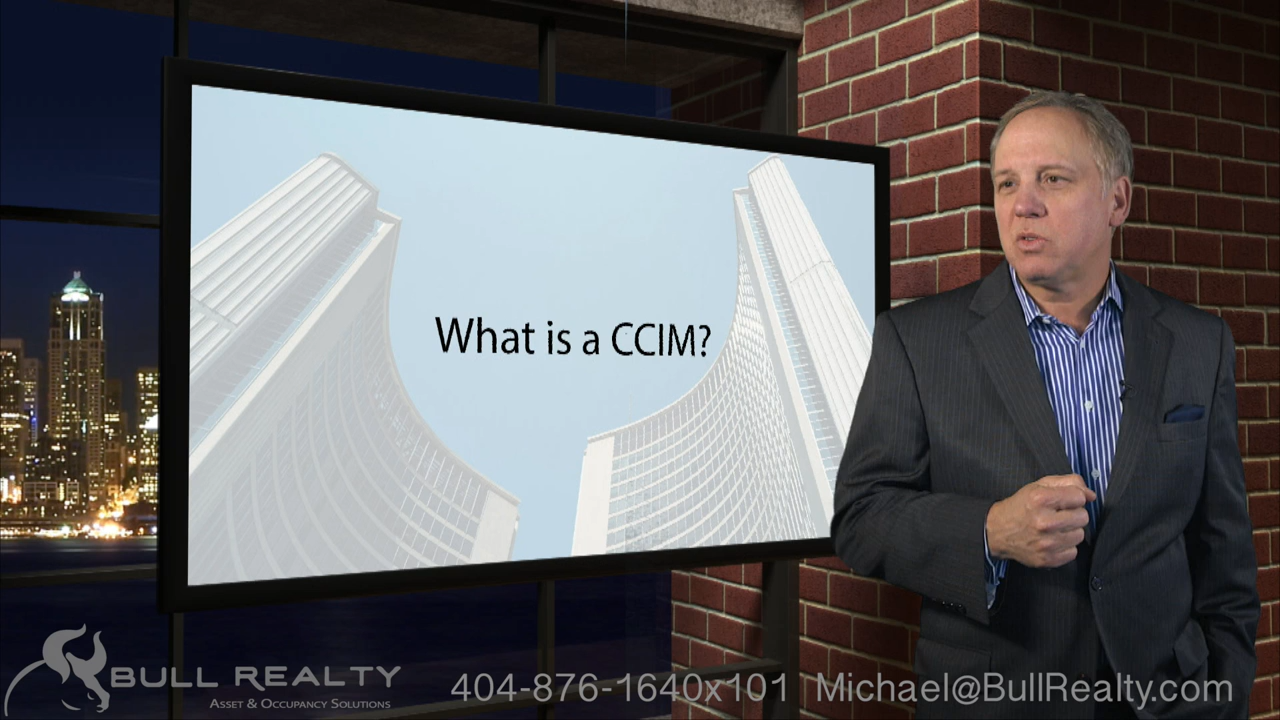 What is a CCIM?
BULL REALTY
ASSET & OCCUPANCY SOLUTIONS
404-876-1640x101 Michael@BullRealty.com